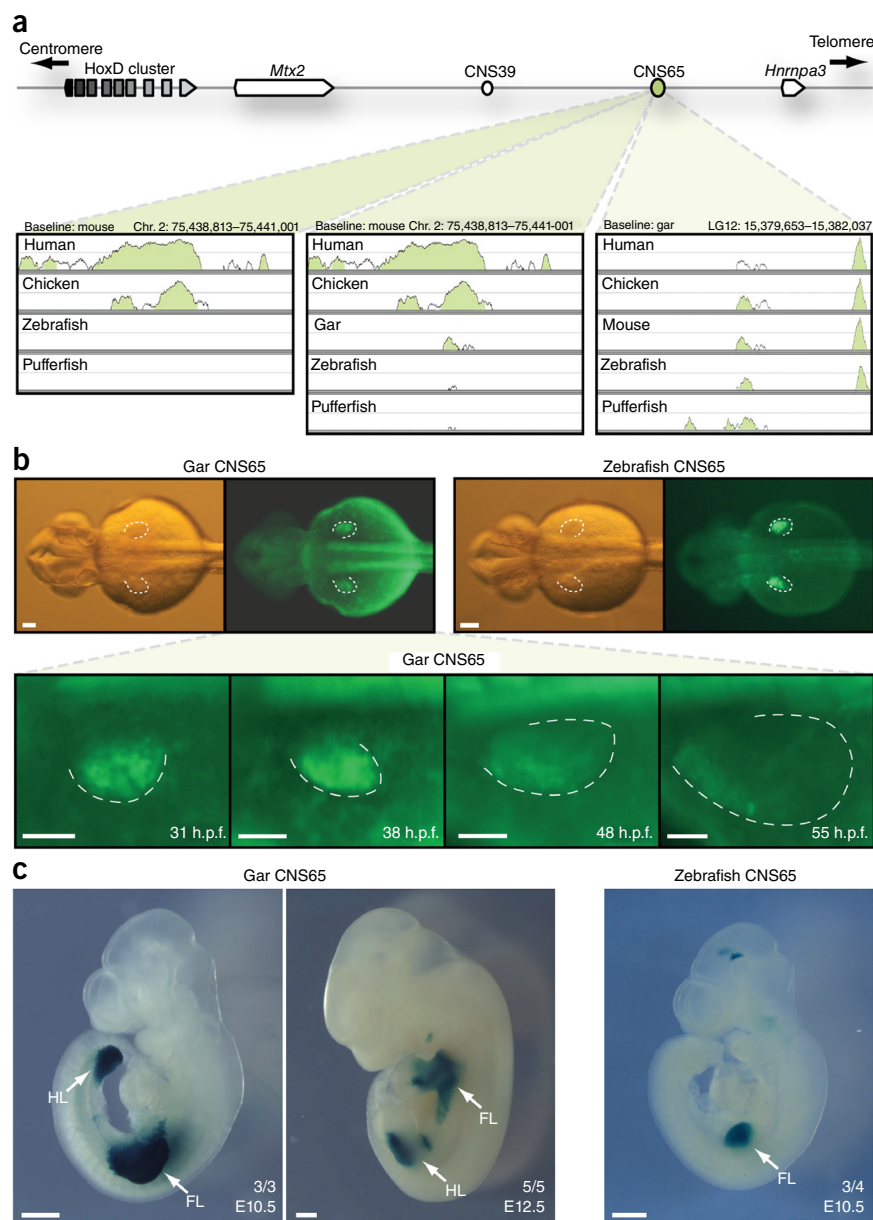 a
Centromere
Telomere
HoxD cluster
Mtx2
CNS39
CNS65
Hnrnpa3
Baseline: mouse Chr. 2: 75,438,813–75,441,001
Human
Chicken
Zebrafish
Pufferfish
Baseline: mouse Chr. 2: 75,438,813–75,441-001
Human
Chicken
Gar
Zebrafish
Pufferfish
Baseline: gar LG12: 15,379,653–15,382,037
Human
Chicken
Mouse
Zebrafish
Pufferfish
b
Gar CNS65
Zebrafish CNS65
Gar CNS65
31 h.p.f.
38 h.p.f.
48 h.p.f.
55 h.p.f.
c
Gar CNS65
Zebrafish CNS65
HL
FL
3/3
E10.5
FL
HL
5/5
E12.5
FL
3/4
E10.5